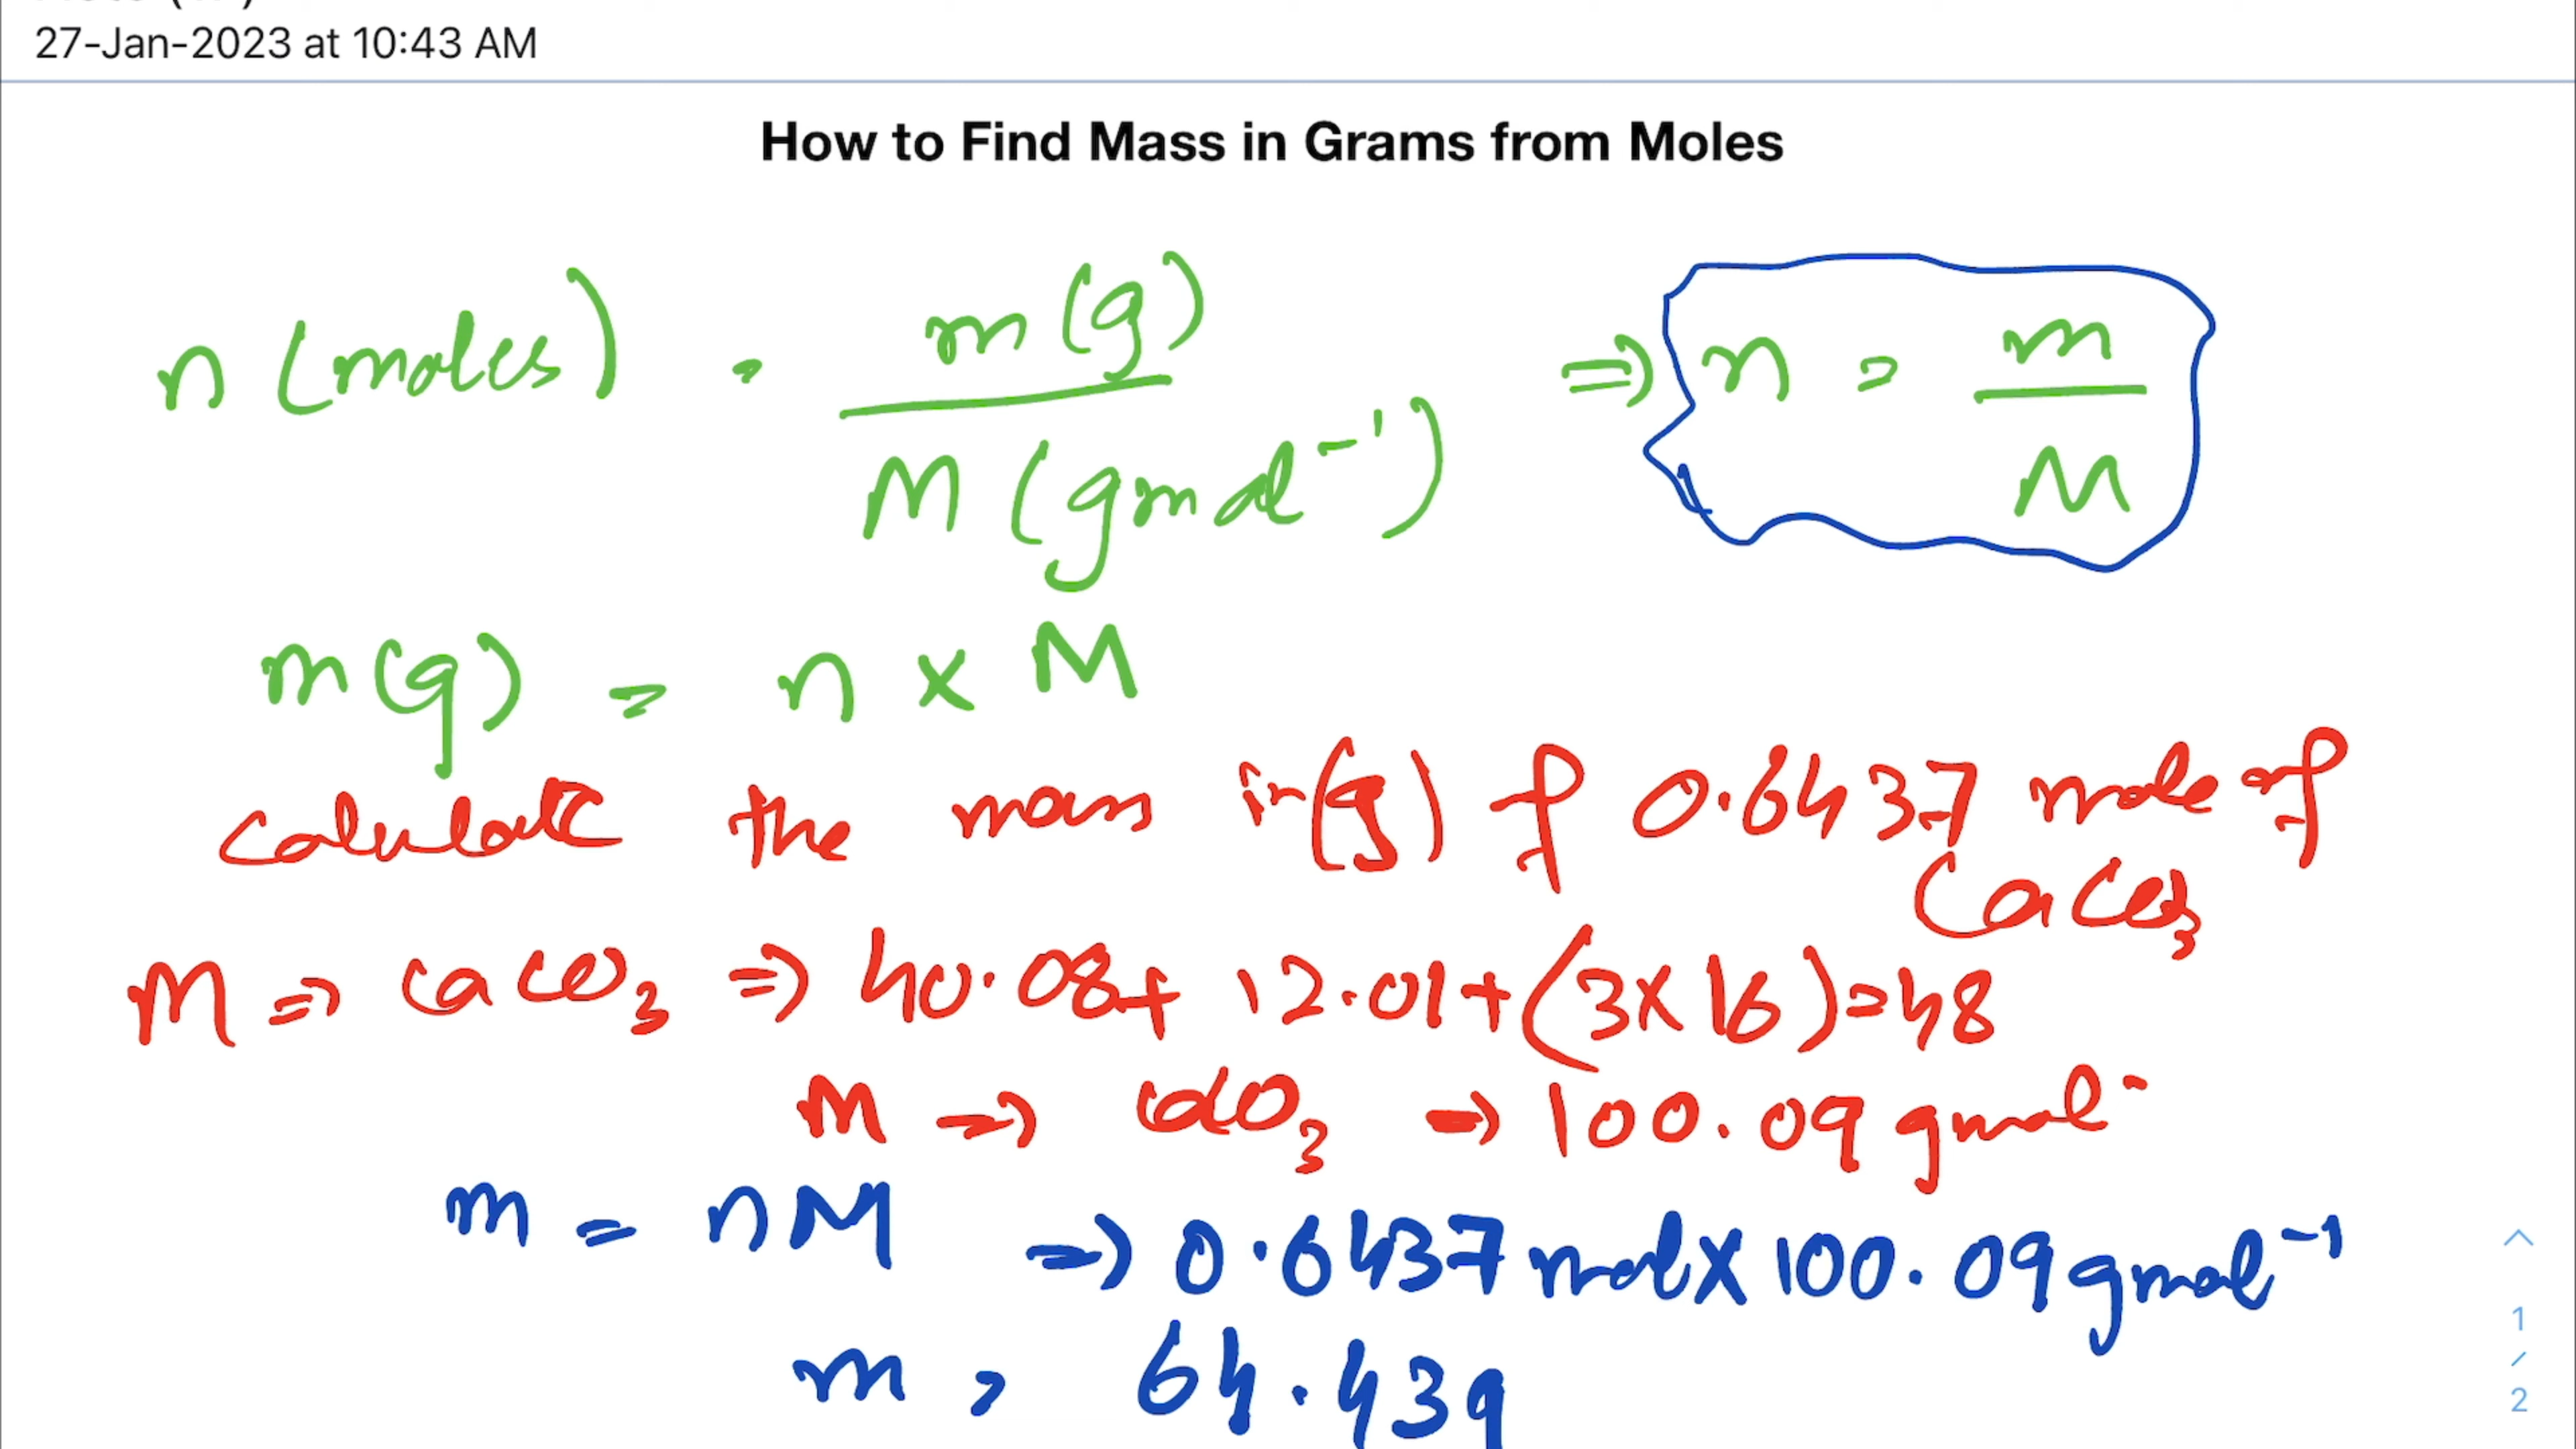 27-Jan-2023 at 10:43 AM
How to Find Mass in Grams from Moles
n (moles) = m (g) / M (gmol⁻¹) ⇒ n = m / M
m(g) = n × M
Calculate the mass in (g) of 0.6437 mole of
CaCO₃
M ⇒ CaCO₃ ⇒ 40.08 + 12.01 + (3×16) = 48
M ⇒ CaCO₃ ⇒ 100.09 gmol⁻
m = nM ⇒ 0.6437 mol × 100.09 gmol⁻¹
m = 64.43g
1 / 2